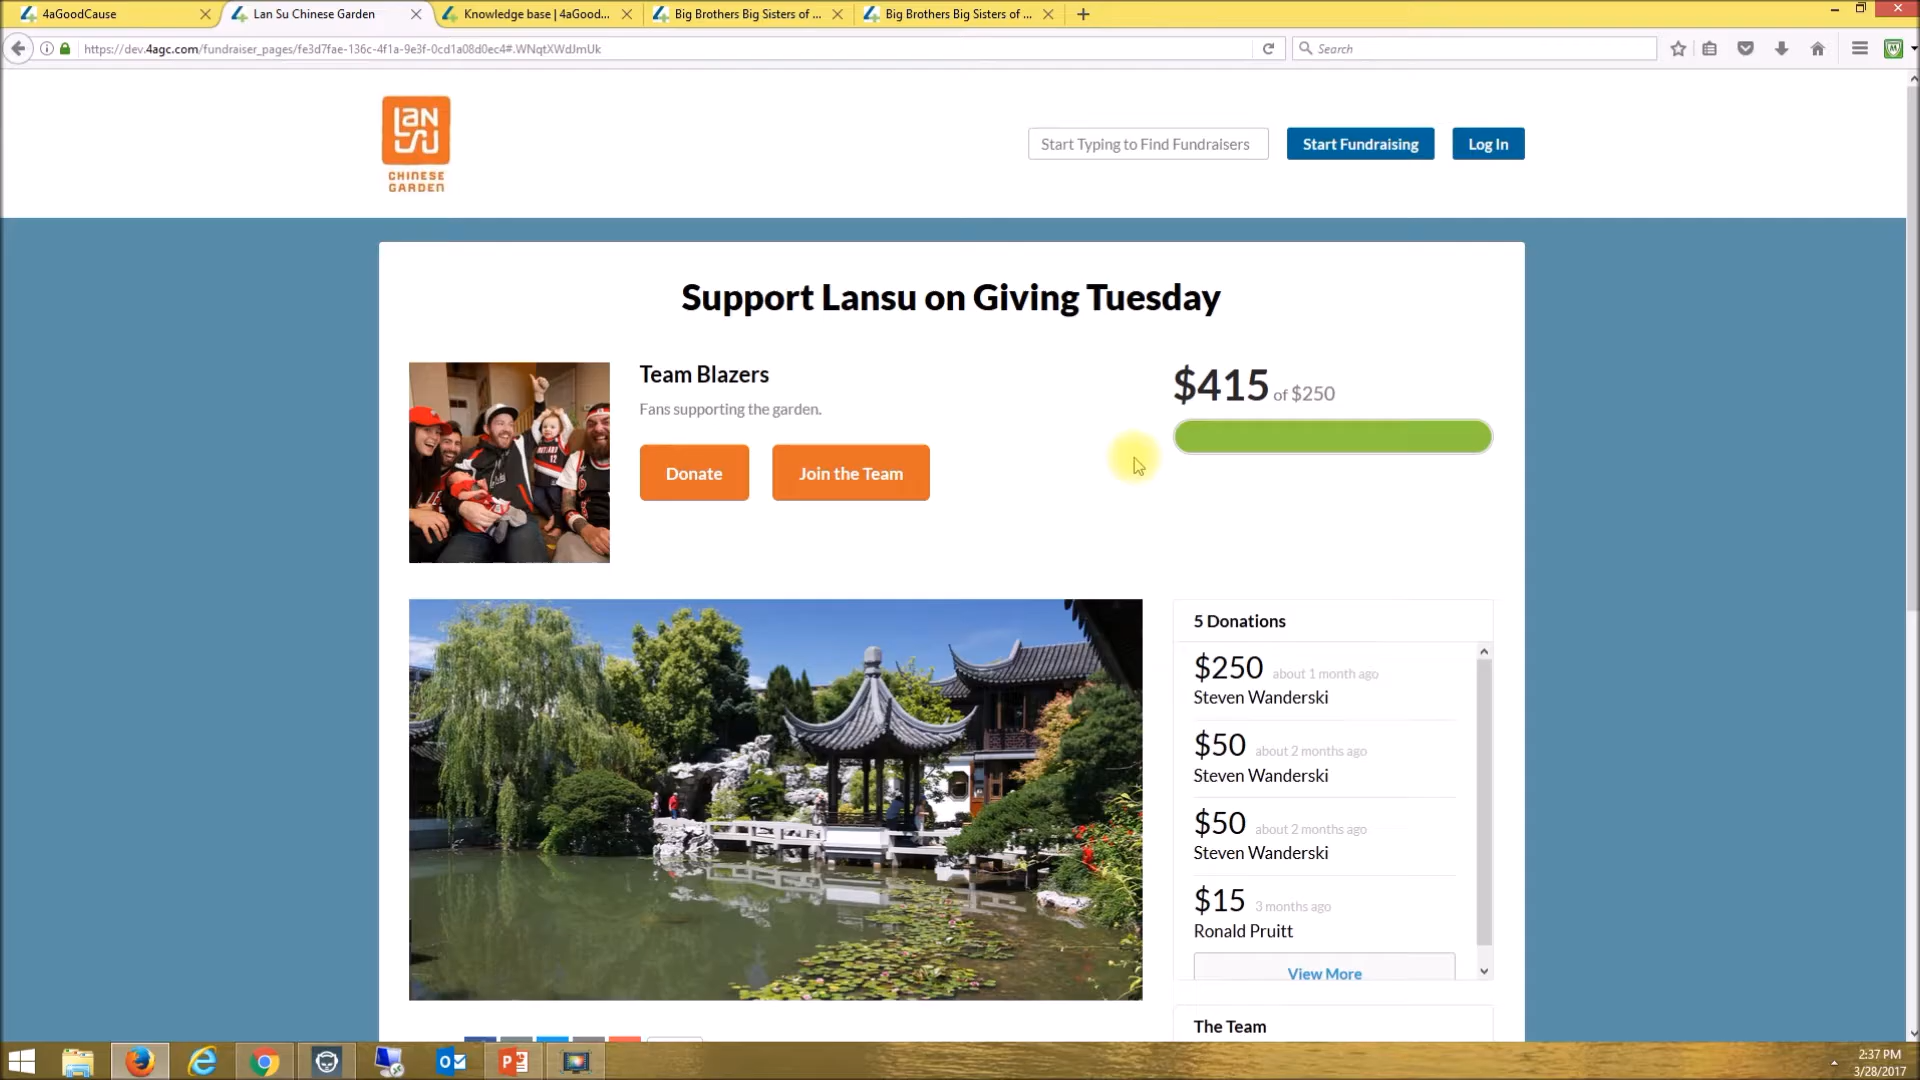 4aGoodCause
Lan Su Chinese Garden
Knowledge base | 4aGood...
Big Brothers Big Sisters of ...
Big Brothers Big Sisters of ...
https://dev.4agc.com/fundraiser_pages/fe3d7fae-136c-4f1a-9e3f-0cd1a08d0ec4#.WNqtXWdJmUk
Search
LAN SU
CHINESE
GARDEN
Start Typing to Find Fundraisers
Start Fundraising
Log In
Support Lansu on Giving Tuesday
Team Blazers
Fans supporting the garden.
Donate
Join the Team
$415 of $250
5 Donations
$250 about 1 month ago
Steven Wanderski
$50 about 2 months ago
Steven Wanderski
$50 about 2 months ago
Steven Wanderski
$15 3 months ago
Ronald Pruitt
View More
The Team
2:37 PM
3/28/2017